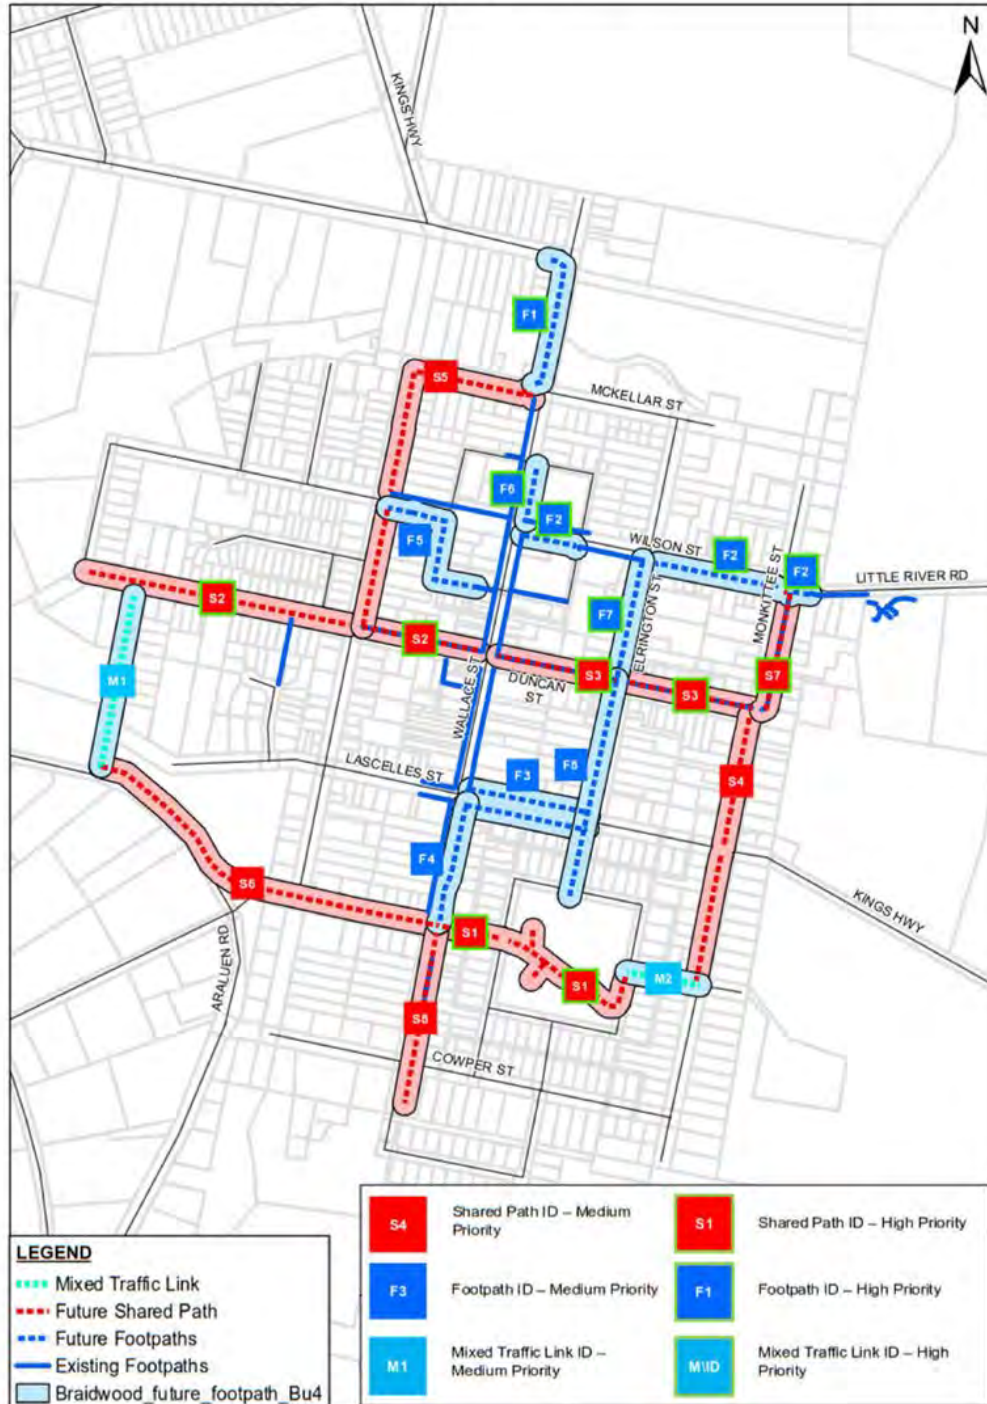 N
KINGS HWY
F1
S5
MCKELLAR ST
F6
F2
WILSON ST
F2
F2
F5
MONKITTEE ST
LITTLE RIVER RD
S2
F7
ELRINGTON ST
S2
S3
DUNCAN ST
S3
S7
M1
WALLACE ST
LASCELLES ST
F3
S4
F4
S6
KINGS HWY
S1
ARALUEN RD
S1
M2
COWPER ST
LEGEND
Mixed Traffic Link
Future Shared Path
Future Footpaths
Existing Footpaths
Braidwood_future_footpath_Bu4
S4
Shared Path ID – Medium
Priority
S1
Shared Path ID – High Priority
F3
Footpath ID – Medium Priority
F1
Footpath ID – High Priority
M1
Mixed Traffic Link ID –
Medium Priority
M\ID
Mixed Traffic Link ID – High
Priority